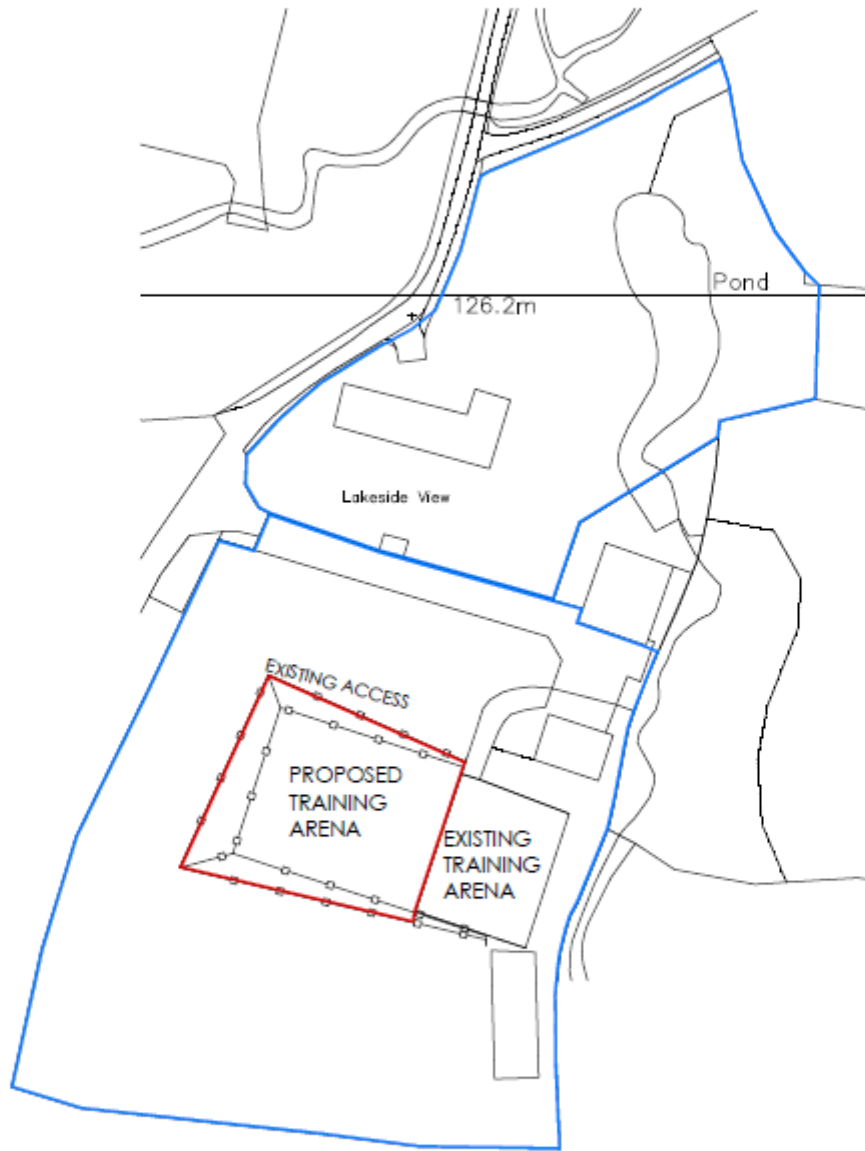 Pond
126.2m
Lakeside View
EXISTING ACCESS
PROPOSED
TRAINING
ARENA
EXISTING
TRAINING
ARENA